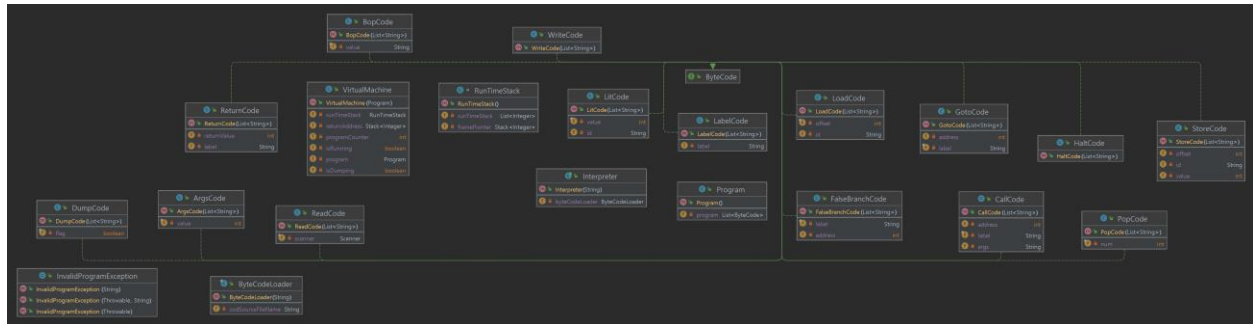 BopCode
BopCode(List<String>)
value String
WriteCode
WriteCode(List<String>)
ByteCode
ReturnCode
ReturnCode(List<String>)
returnValue int
label String
VirtualMachine
VirtualMachine(Program)
runTimeStack RunTimeStack
returnAddress Stack<Integer>
programCounter int
isRunning boolean
program Program
isDumping boolean
RunTimeStack
RunTimeStack()
runTimeStack List<Integer>
framePointer Stack<Integer>
LitCode
LitCode(List<String>)
value int
id String
LabelCode
LabelCode(List<String>)
label String
LoadCode
LoadCode(List<String>)
offset int
id String
GotoCode
GotoCode(List<String>)
address int
label String
HaltCode
HaltCode(List<String>)
StoreCode
StoreCode(List<String>)
offset int
id String
value int
DumpCode
DumpCode(List<String>)
flag boolean
ArgsCode
ArgsCode(List<String>)
value int
ReadCode
ReadCode(List<String>)
scanner Scanner
Interpreter
Interpreter(String)
byteCodeLoader ByteCodeLoader
Program
Program()
program List<ByteCode>
FalseBranchCode
FalseBranchCode(List<String>)
label String
address int
CallCode
CallCode(List<String>)
address int
label String
args String
PopCode
PopCode(List<String>)
num int
InvalidProgramException
InvalidProgramException(String)
InvalidProgramException(Throwable, String)
InvalidProgramException(Throwable)
ByteCodeLoader
ByteCodeLoader(String)
codSourceFileName String